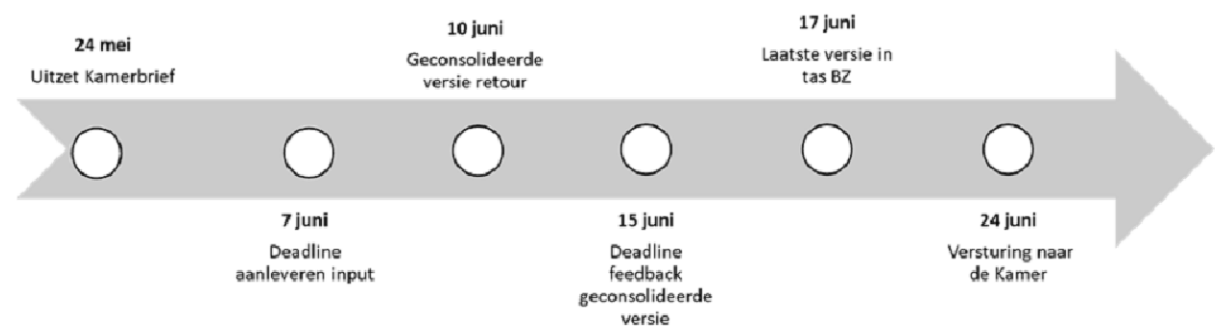 24 mei
Uitzet Kamerbrief
7 juni
Deadline
aanleveren input
10 juni
Geconsolideerde
versie retour
15 juni
Deadline
feedback
geconsolideerde
versie
17 juni
Laatste versie in
tas BZ
24 juni
Versturing naar
de Kamer